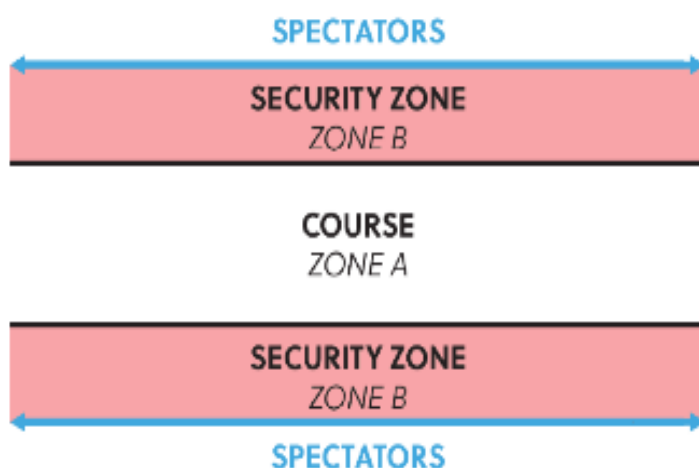 SPECTATORS
SECURITY ZONE
ZONE B
COURSE
ZONE A
SECURITY ZONE
ZONE B
SPECTATORS